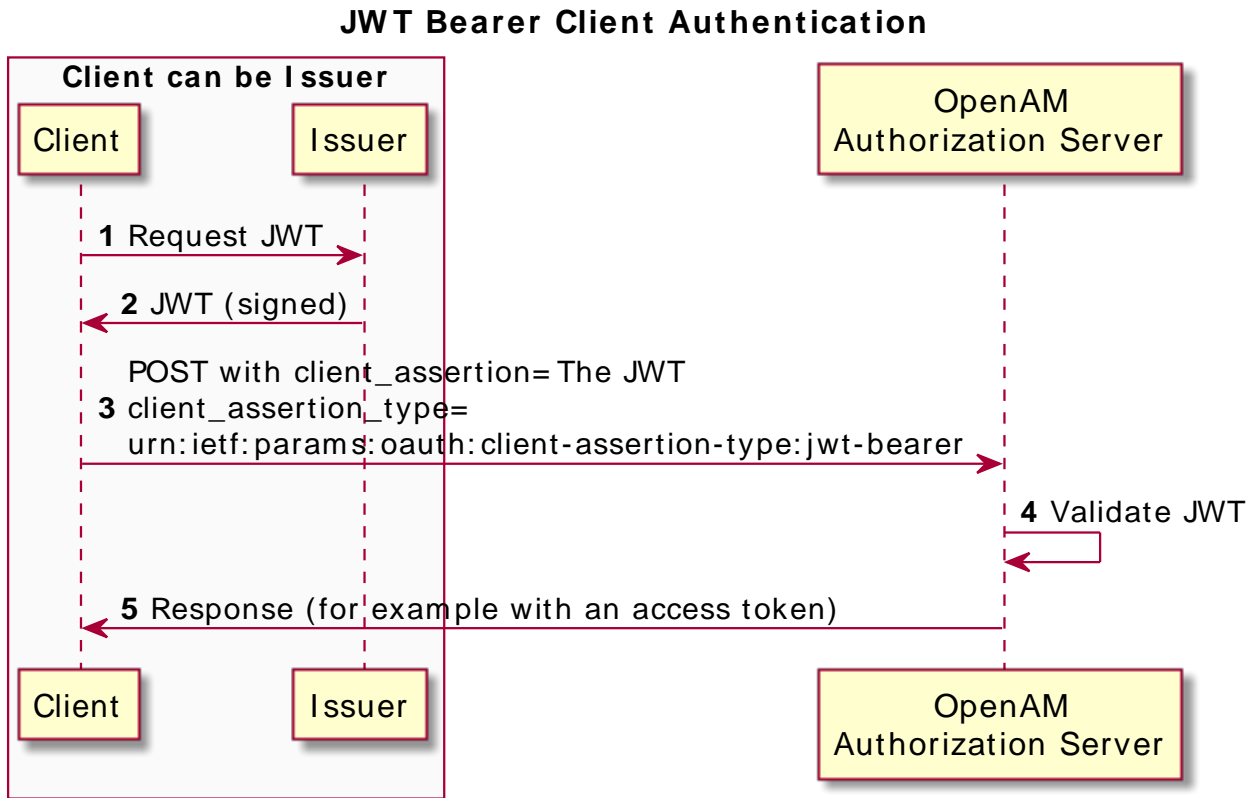 JWT Bearer Client Authentication
Client can be Issuer
Client
Issuer
OpenAM
Authorization Server
1 Request JWT
2 JWT (signed)
POST with client_assertion=The JWT
3 client_assertion_type=
urn:ietf:params:oauth:client-assertion-type:jwt-bearer
4 Validate JWT
5 Response (for example with an access token)
Client
Issuer
OpenAM
Authorization Server